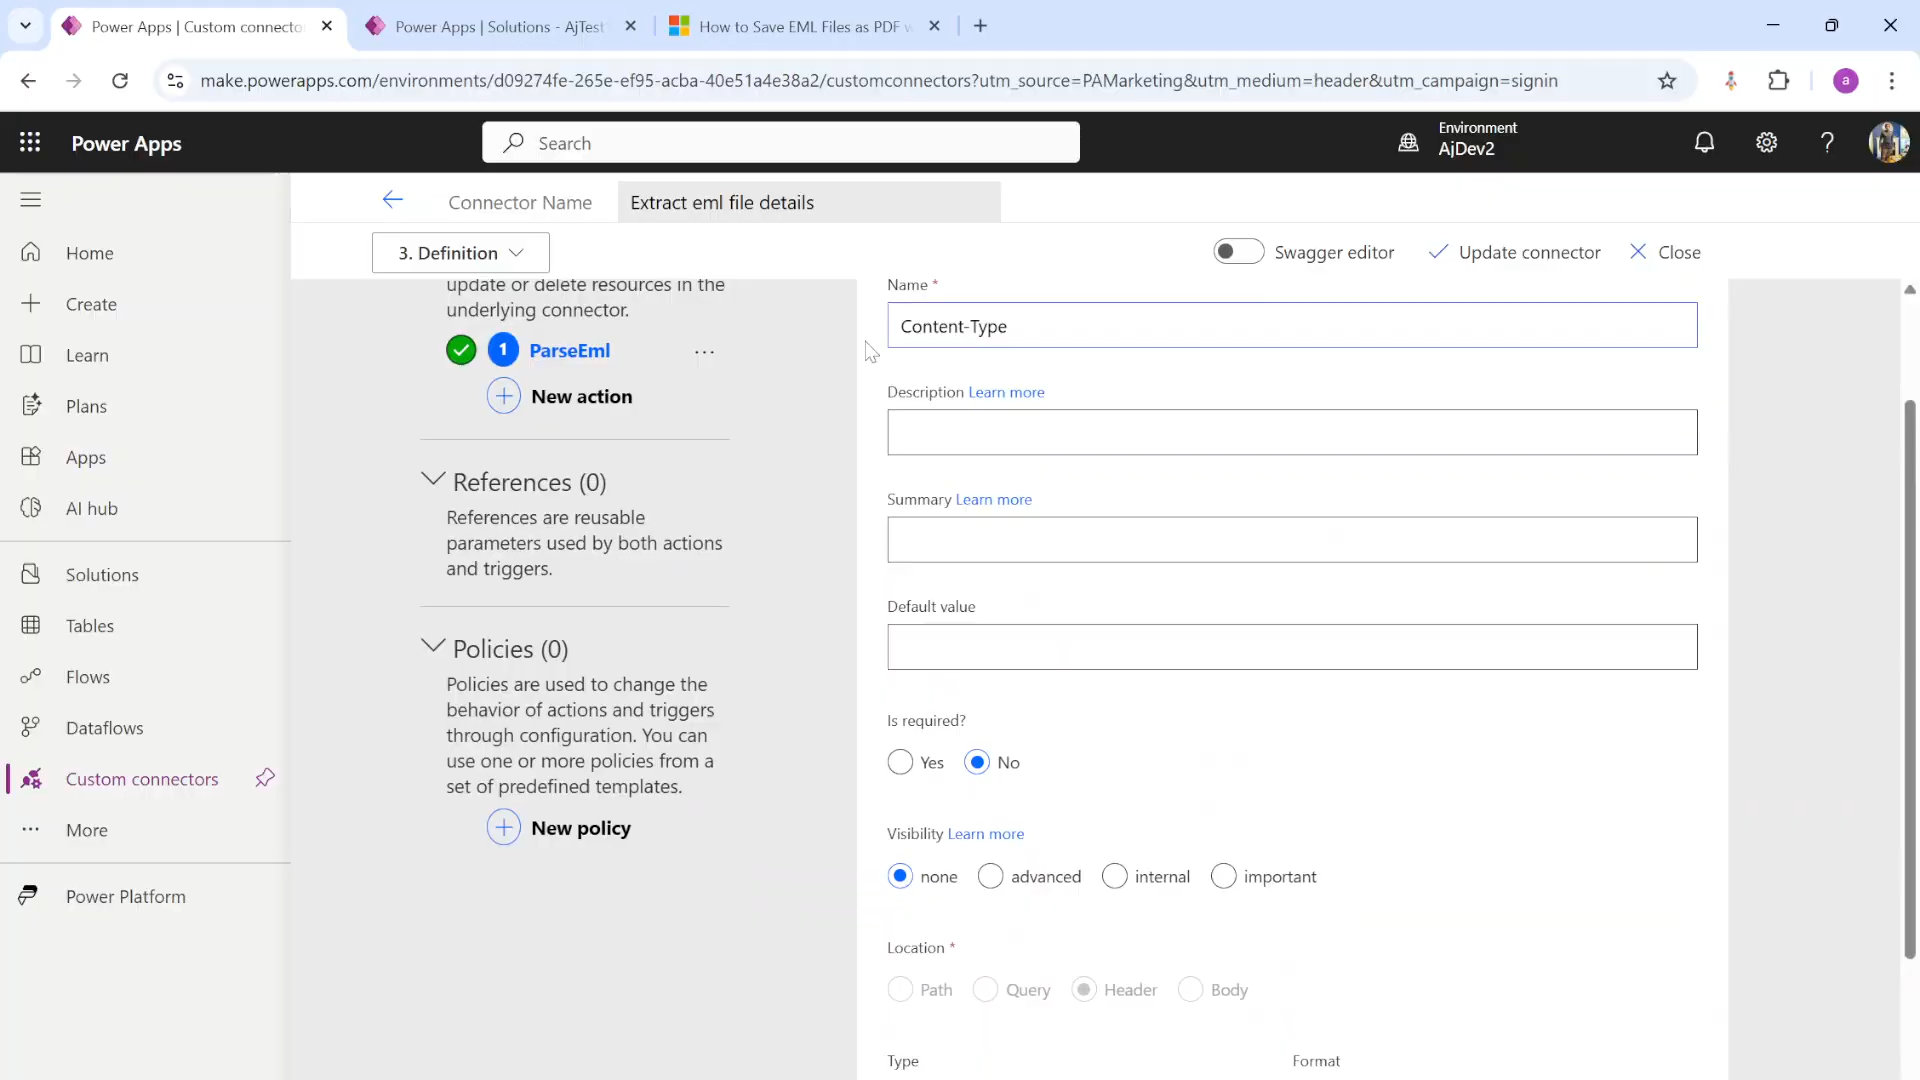 Power Apps | Custom connecto
Power Apps | Solutions - AjTest
How to Save EML Files as PDF w
make.powerapps.com/environments/d09274fe-265e-ef95-acba-40e51a4e38a2/customconnectors?utm_source=PAMarketing&utm_medium=header&utm_campaign=signin
a
Power Apps
Search
Environment
AjDev2
Connector Name
Extract eml file details
3. Definition
Swagger editor
Update connector
Close
Home
Create
Learn
Plans
Apps
AI hub
Solutions
Tables
Flows
Dataflows
Custom connectors
More
Power Platform
update or delete resources in the
underlying connector.
1 ParseEml ...
New action
References (0)
References are reusable
parameters used by both actions
and triggers.
Policies (0)
Policies are used to change the
behavior of actions and triggers
through configuration. You can
use one or more policies from a
set of predefined templates.
New policy
Name *
Content-Type
Description Learn more
Summary Learn more
Default value
Is required?
Yes No
Visibility Learn more
none advanced internal important
Location *
Path Query Header Body
Type Format